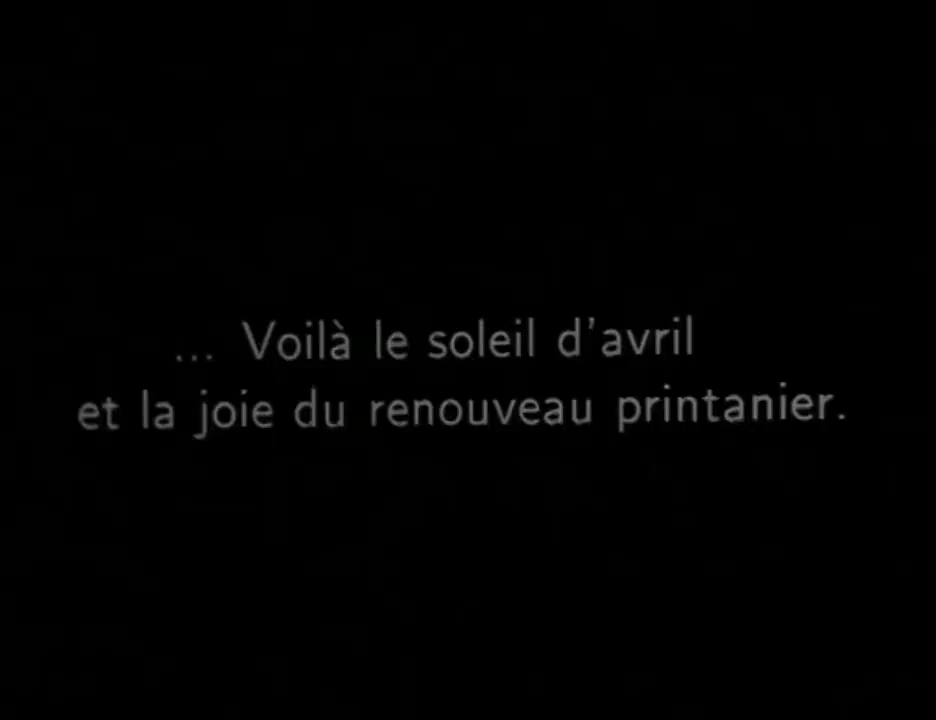 ... Voilà le soleil d'avril
et la joie du renouveau printanier.